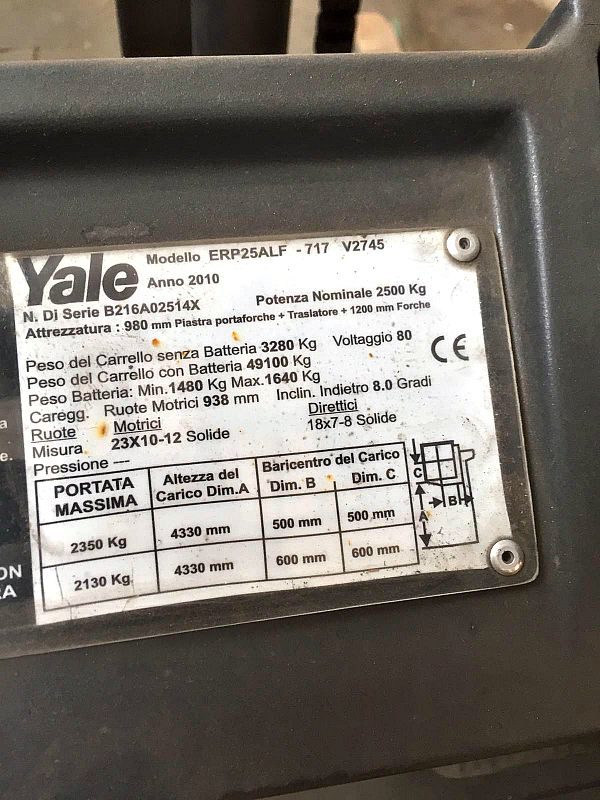 Yale
Modello ERP25ALF - 717 V2745
Anno 2010
N. Di Serie B216A02514X
Potenza Nominale 2500 Kg
Attrezzatura : 980 mm Piastra portaforche + Traslatore + 1200 mm Forche
Peso del Carrello senza Batteria 3280 Kg Voltaggio 80
Peso del Carrello con Batteria 49100 Kg
Peso Batteria: Min.1480 Kg Max.1640 Kg
CE
Caregg. Ruote Motrici 938 mm Inclin. Indietro 8.0 Gradi
Ruote Motrici Direttici
Misura 23X10-12 Solide 18x7-8 Solide
Pressione ----
PORTATA MASSIMA
Altezza del Carico Dim.A
Baricentro del Carico
Dim. B Dim. C
2350 Kg 4330 mm 500 mm 500 mm
2130 Kg 4330 mm 600 mm 600 mm
C
B
A
a
e.
ON
RA